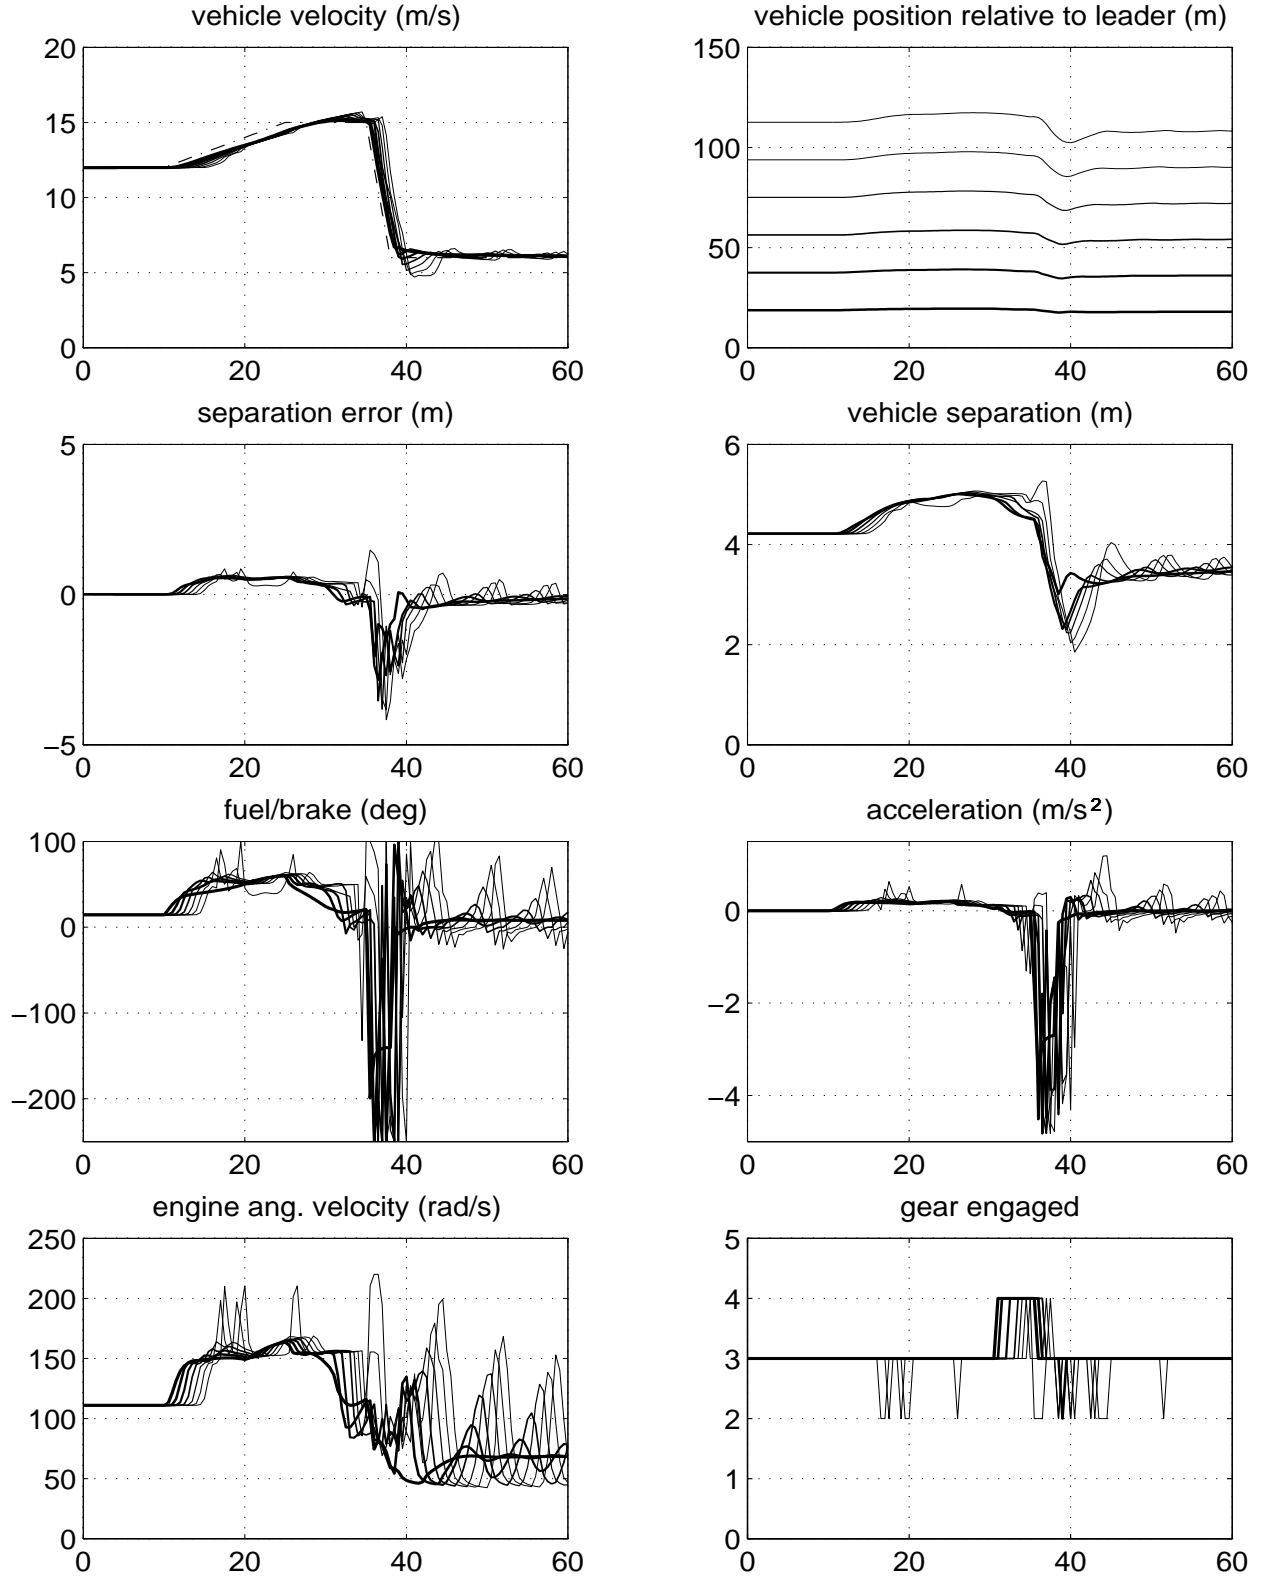 vehicle velocity (m/s)
20
15
10
5
0
0 20 40 60
vehicle position relative to leader (m)
150
100
50
0
0 20 40 60
separation error (m)
5
0
−5
0 20 40 60
vehicle separation (m)
6
4
2
0
0 20 40 60
fuel/brake (deg)
100
0
−100
−200
0 20 40 60
acceleration (m/s²)
0
−2
−4
0 20 40 60
engine ang. velocity (rad/s)
250
200
150
100
50
0
0 20 40 60
gear engaged
5
4
3
2
1
0
0 20 40 60